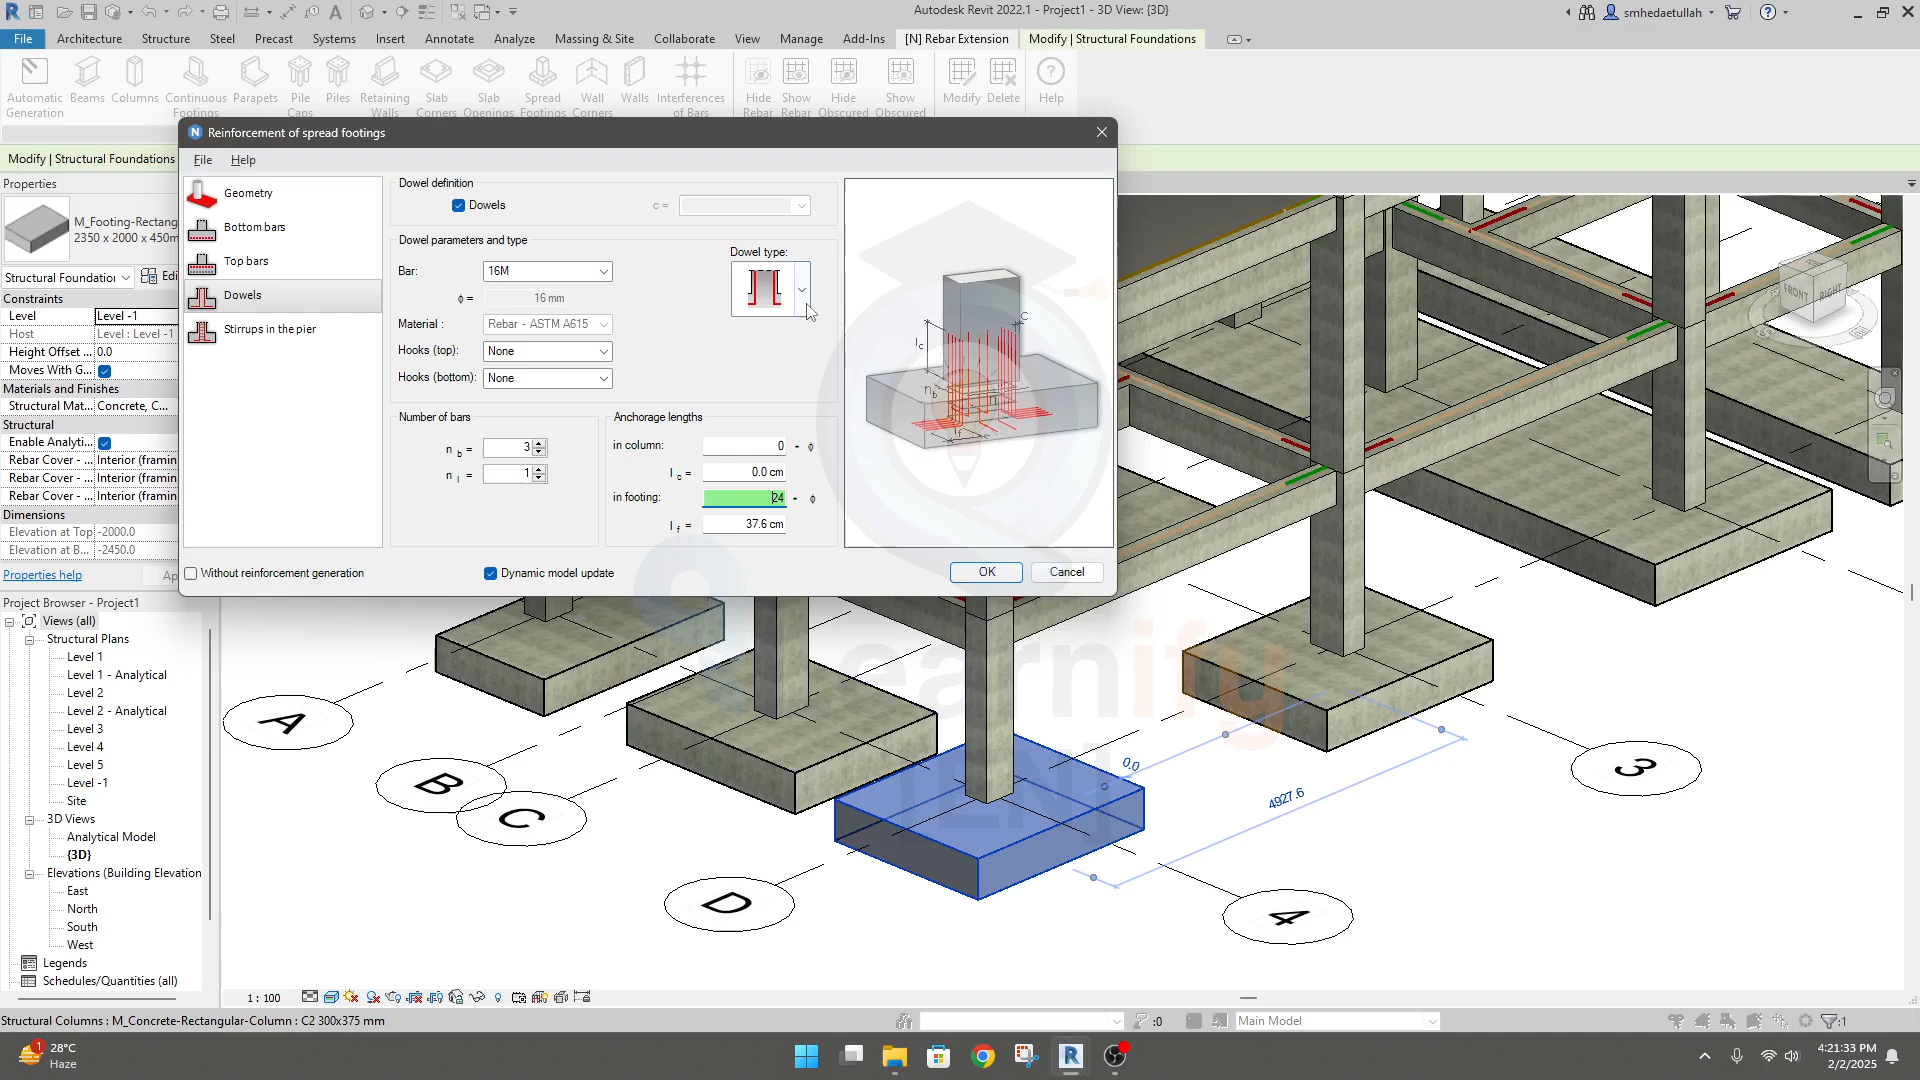 Autodesk Revit 2022.1 - Project1 - 3D View: {3D}
smhedaetullah
File Architecture Structure Steel Precast Systems Insert Annotate Analyze Massing & Site Collaborate View Manage Add-Ins [N] Rebar Extension Modify | Structural Foundations
Automatic Generation
Beams
Columns
Continuous Footings
Parapets
Pile Caps
Piles
Retaining Walls
Slab Corners
Slab Openings
Spread Footings
Wall Corners
Walls
Interferences of Bars
Hide Rebar
Show Rebar
Hide Obscured
Show Obscured
Modify
Delete
Help
Modify | Structural Foundations
Reinforcement of spread footings
File Help
Geometry
Bottom bars
Top bars
Dowels
Stirrups in the pier
Dowel definition
Dowels
c =
Dowel parameters and type
Dowel type:
Bar: 16M
ϕ = 16 mm
Material : Rebar - ASTM A615
Hooks (top): None
Hooks (bottom): None
Number of bars
n b = 3
n l = 1
Anchorage lengths
in column: 0 * ϕ
l c = 0.0 cm
in footing: 24 * ϕ
l f = 37.6 cm
C
lc
nb
nl
lf
Without reinforcement generation
Dynamic model update
OK
Cancel
Properties
M_Footing-Rectang
2350 x 2000 x 450m
Structural Foundation
Edi
Constraints
Level Level -1
Host Level : Level -1
Height Offset ... 0.0
Moves With G...
Materials and Finishes
Structural Mat... Concrete, C...
Structural
Enable Analyti...
Rebar Cover - ... Interior (framin
Rebar Cover - ... Interior (framin
Rebar Cover - ... Interior (framin
Dimensions
Elevation at Top -2000.0
Elevation at B... -2450.0
Properties help
Ap
Project Browser - Project1
Views (all)
Structural Plans
Level 1
Level 1 - Analytical
Level 2
Level 2 - Analytical
Level 3
Level 4
Level 5
Level -1
Site
3D Views
Analytical Model
{3D}
Elevations (Building Elevation
East
North
South
West
Legends
Schedules/Quantities (all)
FRONT
RIGHT
A
B
C
D
3
4
0.0
4927.6
earnify
[EN]
1 : 100
Structural Columns : M_Concrete-Rectangular-Column : C2 300x375 mm
:0
Main Model
:1
1
28°C
Haze
4:21:33 PM
2/2/2025